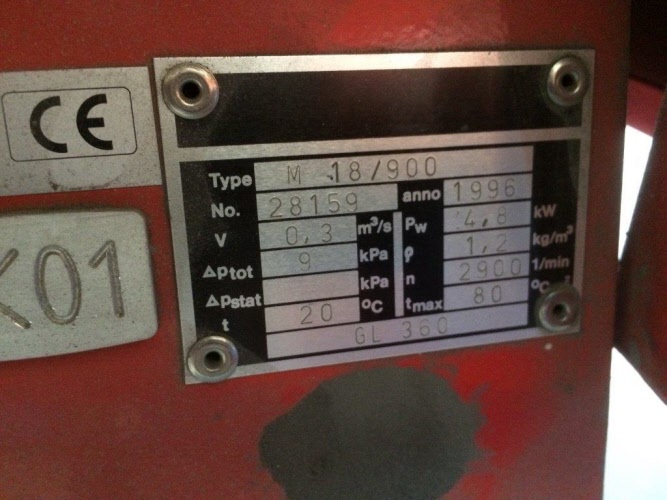 CE
K01
Type M 18/900
No. 28159 anno 1996
V 0,3 m³/s Pw 4,8 kW
Δptot 9 kPa ρ 1,2 kg/m³
Δpstat kPa n 2900 1/min
t 20 °C tmax 80 °C
GL 360